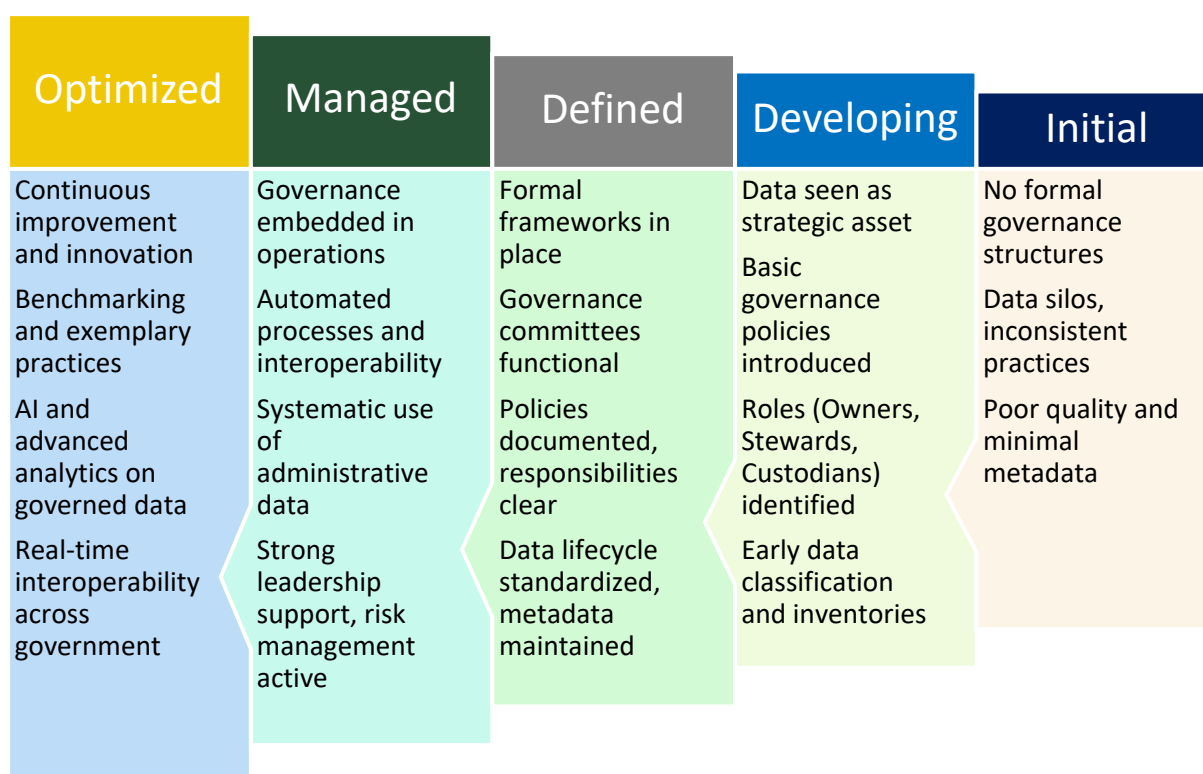 Optimized
Continuous
improvement
and innovation
Benchmarking
and exemplary
practices
AI and
advanced
analytics on
governed data
Real-time
interoperability
across
government
Managed
Governance
embedded in
operations
Automated
processes and
interoperability
Systematic use
of
administrative
data
Strong
leadership
support, risk
management
active
Defined
Formal
frameworks in
place
Governance
committees
functional
Policies
documented,
responsibilities
clear
Data lifecycle
standardized,
metadata
maintained
Developing
Data seen as
strategic asset
Basic
governance
policies
introduced
Roles (Owners,
Stewards,
Custodians)
identified
Early data
classification
and inventories
Initial
No formal
governance
structures
Data silos,
inconsistent
practices
Poor quality and
minimal
metadata